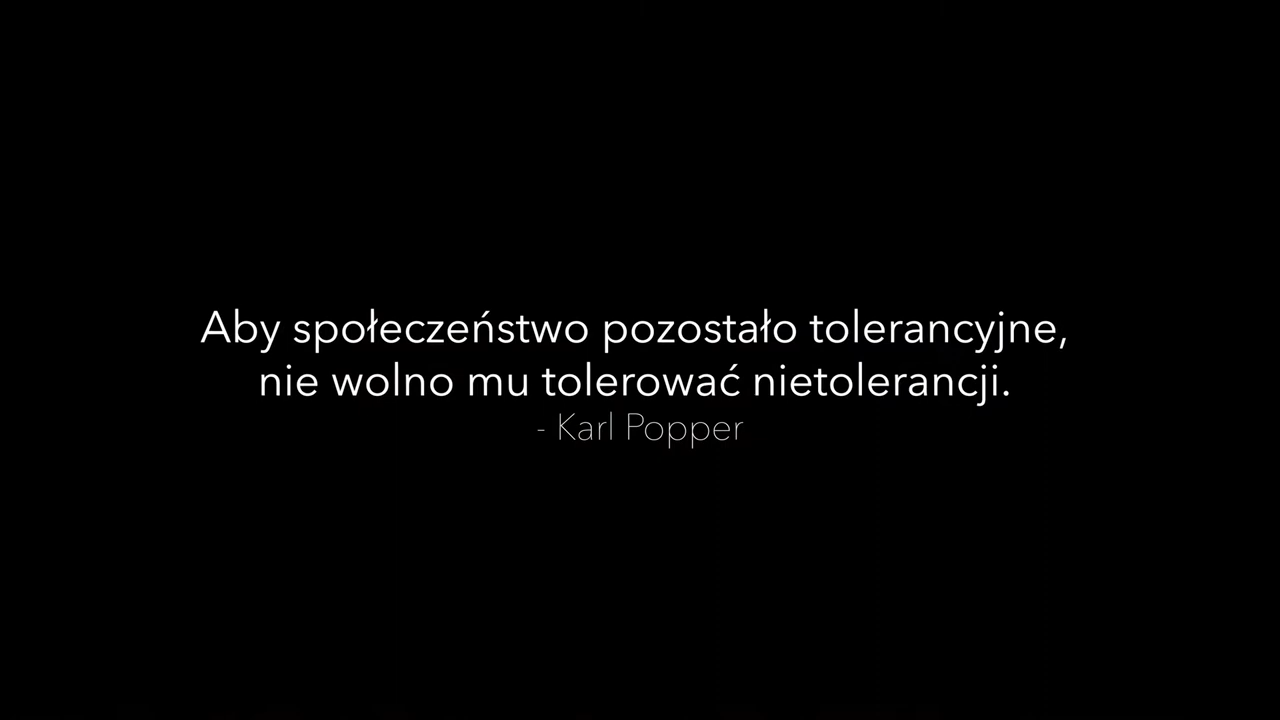 Aby społeczeństwo pozostało tolerancyjne,
nie wolno mu tolerować nietolerancji.
- Karl Popper